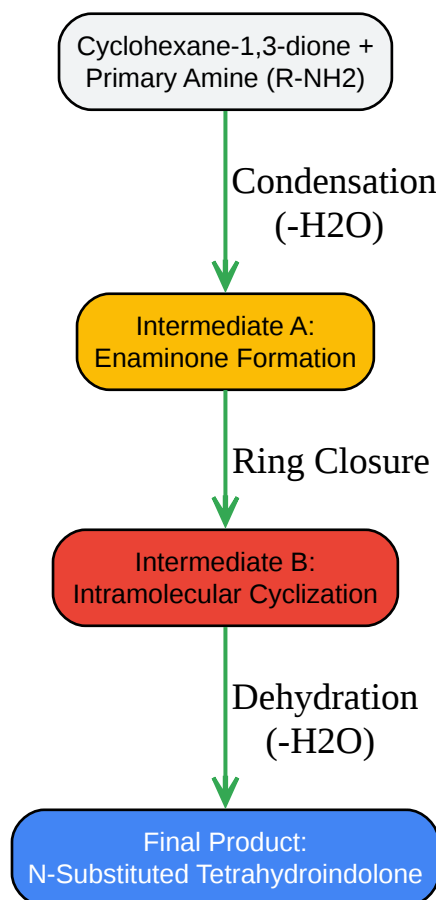 Cyclohexane-1,3-dione +
Primary Amine (R-NH2)
Condensation
(-H2O)
Intermediate A:
Enaminone Formation
Ring Closure
Intermediate B:
Intramolecular Cyclization
Dehydration
(-H2O)
Final Product:
N-Substituted Tetrahydroindolone